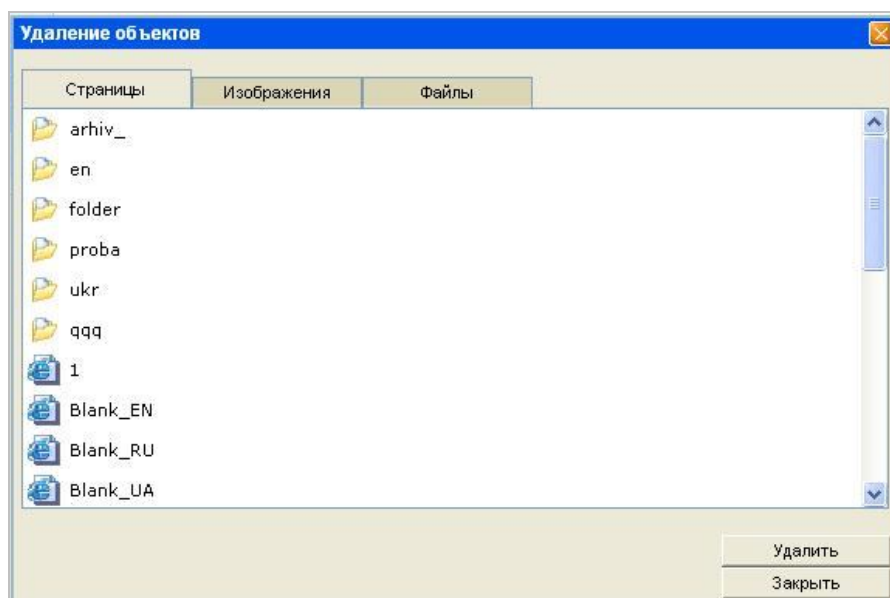 Удаление объектов
Страницы Изображения Файлы
arhiv_
en
folder
proba
ukr
qqq
1
Blank_EN
Blank_RU
Blank_UA
Удалить
Закрыть